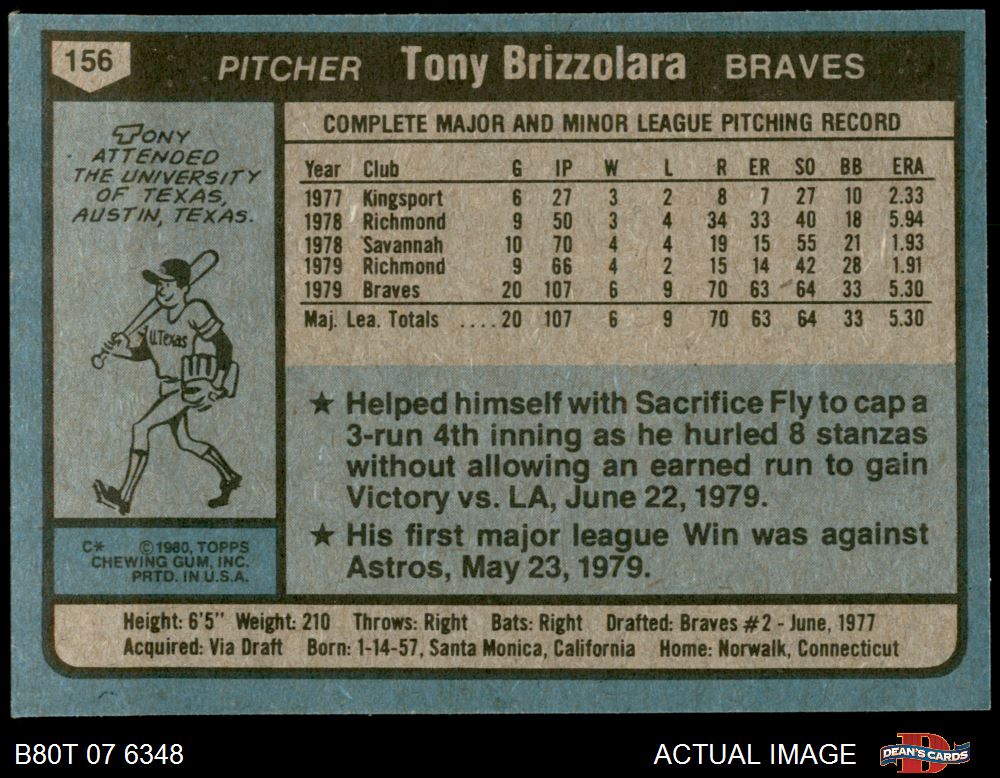 156
PITCHER Tony Brizzolara BRAVES
TONY
ATTENDED
THE UNIVERSITY
OF TEXAS,
AUSTIN, TEXAS.
U.Texas
C* ©1980, TOPPS
CHEWING GUM, INC.
PRTD. IN U.S.A.
COMPLETE MAJOR AND MINOR LEAGUE PITCHING RECORD
Year Club G IP W L R ER SO BB ERA
1977 Kingsport 6 27 3 2 8 7 27 10 2.33
1978 Richmond 9 50 3 4 34 33 40 18 5.94
1978 Savannah 10 70 4 4 19 15 55 21 1.93
1979 Richmond 9 66 4 2 15 14 42 28 1.91
1979 Braves 20 107 6 9 70 63 64 33 5.30
Maj. Lea. Totals ....20 107 6 9 70 63 64 33 5.30
★ Helped himself with Sacrifice Fly to cap a
3-run 4th inning as he hurled 8 stanzas
without allowing an earned run to gain
Victory vs. LA, June 22, 1979.
★ His first major league Win was against
Astros, May 23, 1979.
Height: 6'5" Weight: 210 Throws: Right Bats: Right Drafted: Braves #2 - June, 1977
Acquired: Via Draft Born: 1-14-57, Santa Monica, California Home: Norwalk, Connecticut
B80T 07 6348 ACTUAL IMAGE DEAN'S CARDS